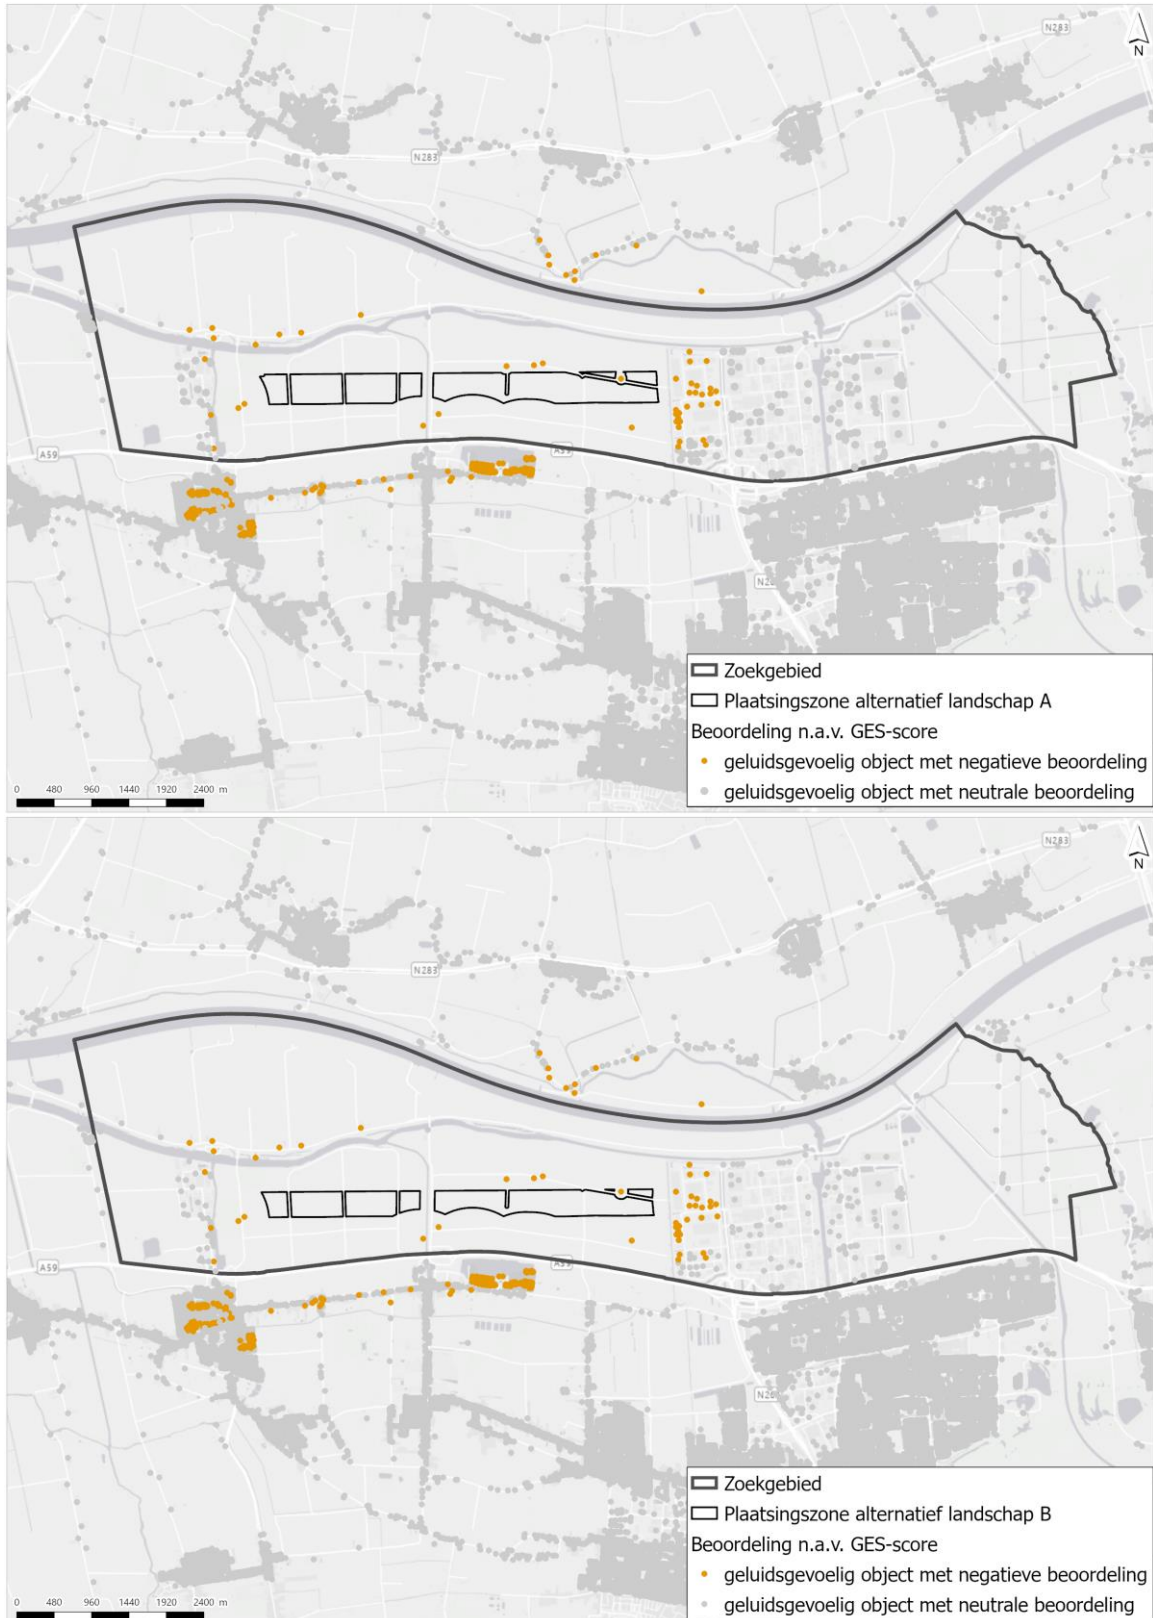 N283
N
N283
A59
A59
Zoekgebied
Plaatsingszone alternatief landschap A
Beoordeling n.a.v. GES-score
geluidsgevoelig object met negatieve beoordeling
geluidsgevoelig object met neutrale beoordeling
0 480 960 1440 1920 2400 m
N283
N
N283
A59
A59
Zoekgebied
Plaatsingszone alternatief landschap B
Beoordeling n.a.v. GES-score
geluidsgevoelig object met negatieve beoordeling
geluidsgevoelig object met neutrale beoordeling
0 480 960 1440 1920 2400 m